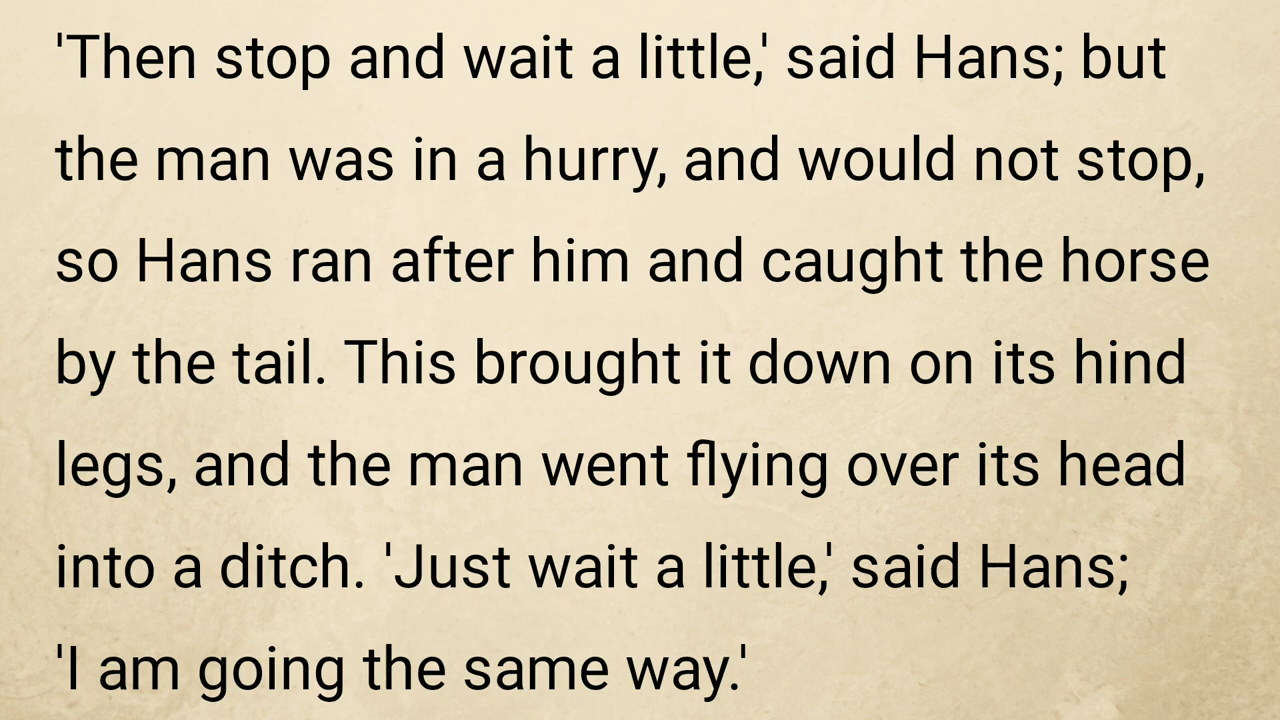 'Then stop and wait a little,' said Hans; but
the man was in a hurry, and would not stop,
so Hans ran after him and caught the horse
by the tail. This brought it down on its hind
legs, and the man went flying over its head
into a ditch. 'Just wait a little,' said Hans;
'I am going the same way.'